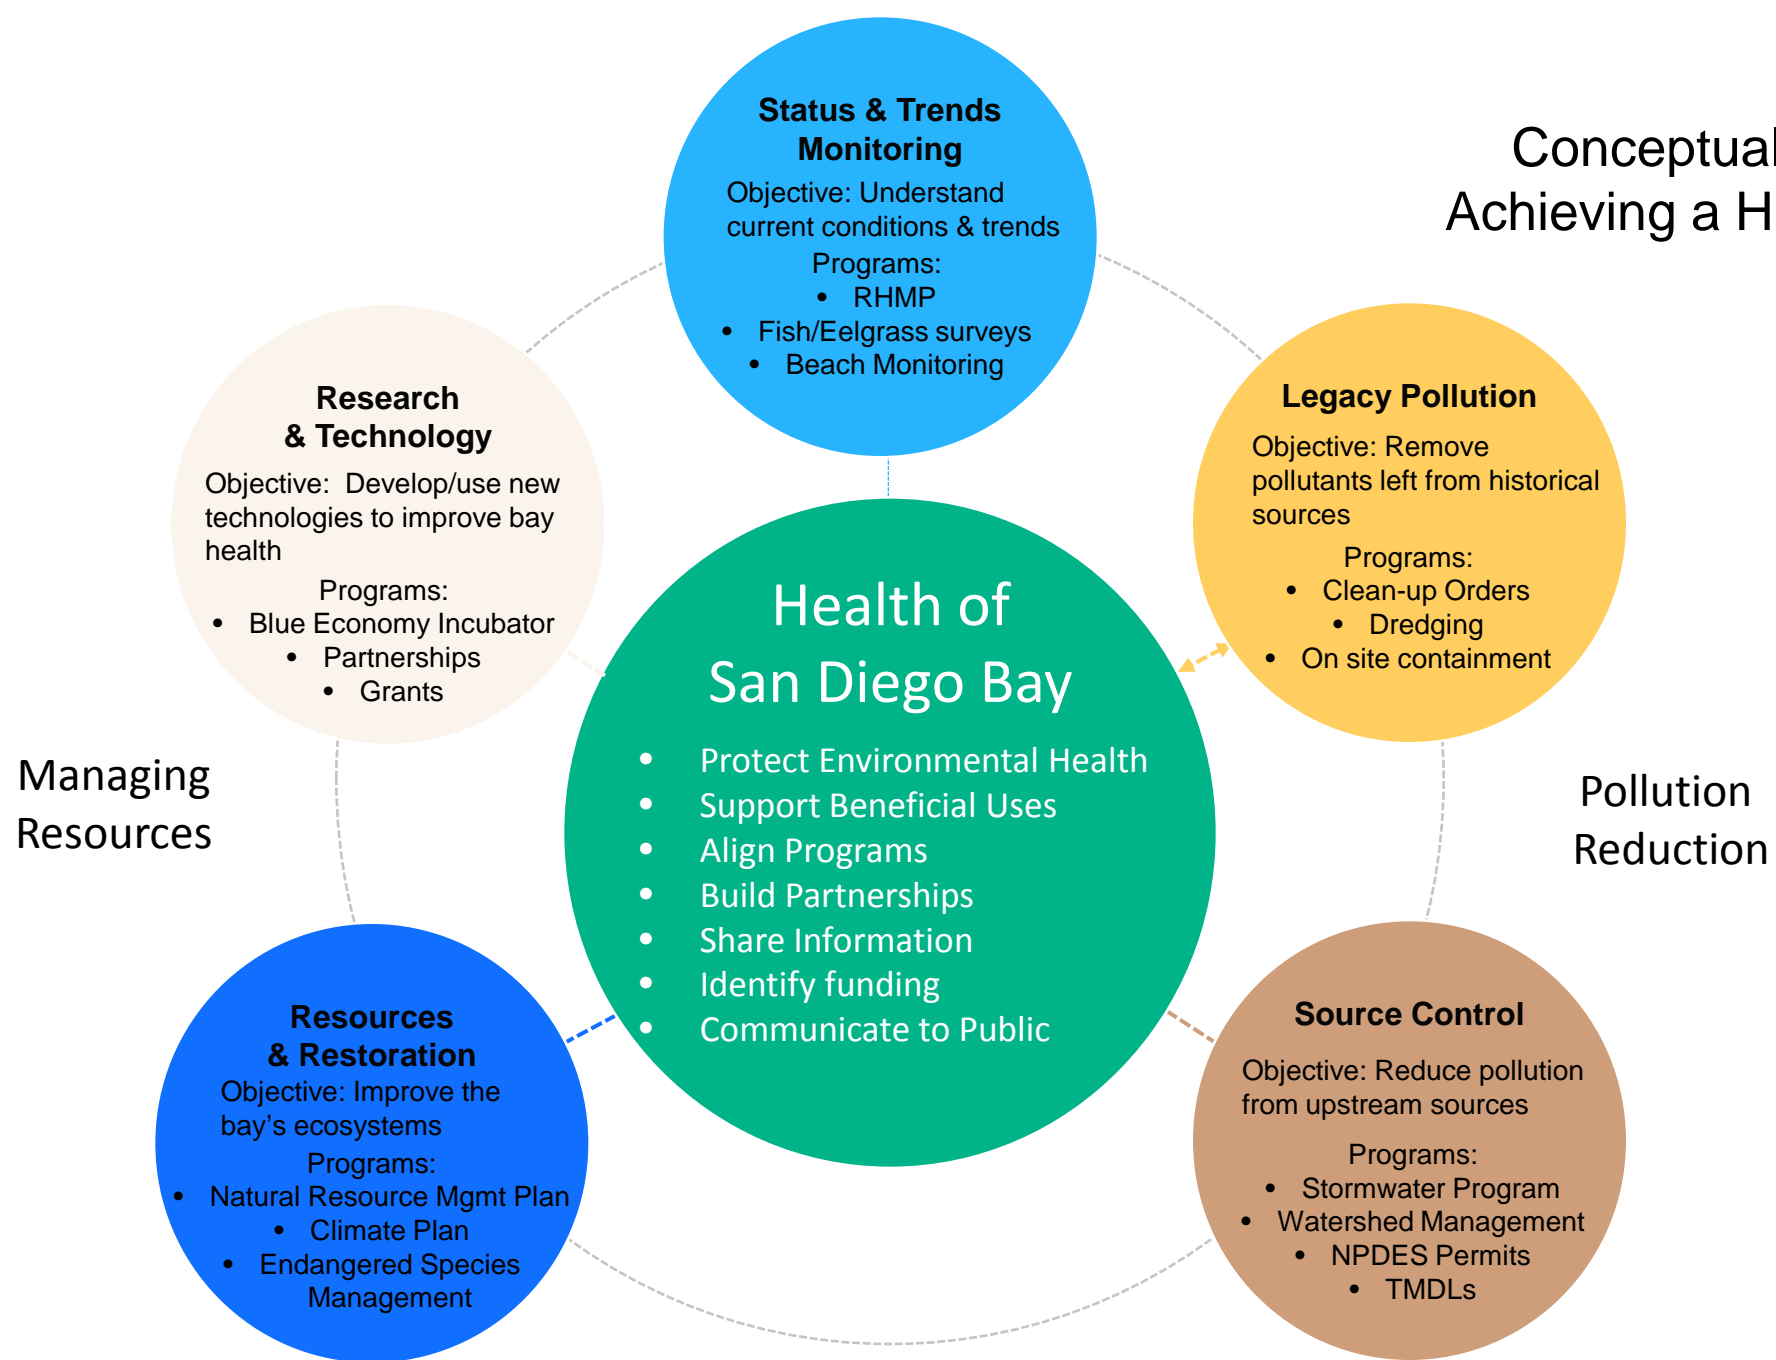 Status & Trends
Monitoring
Objective: Understand
current conditions & trends
Programs:
• RHMP
• Fish/Eelgrass surveys
• Beach Monitoring
Conceptual
Achieving a H
Research
& Technology
Objective: Develop/use new
technologies to improve bay
health
Programs:
• Blue Economy Incubator
• Partnerships
• Grants
Legacy Pollution
Objective: Remove
pollutants left from historical
sources
Programs:
• Clean-up Orders
• Dredging
• On site containment
Health of
San Diego Bay
• Protect Environmental Health
• Support Beneficial Uses
• Align Programs
• Build Partnerships
• Share Information
• Identify funding
• Communicate to Public
Managing
Resources
Pollution
Reduction
Resources
& Restoration
Objective: Improve the
bay’s ecosystems
Programs:
• Natural Resource Mgmt Plan
• Climate Plan
• Endangered Species
Management
Source Control
Objective: Reduce pollution
from upstream sources
Programs:
• Stormwater Program
• Watershed Management
• NPDES Permits
• TMDLs